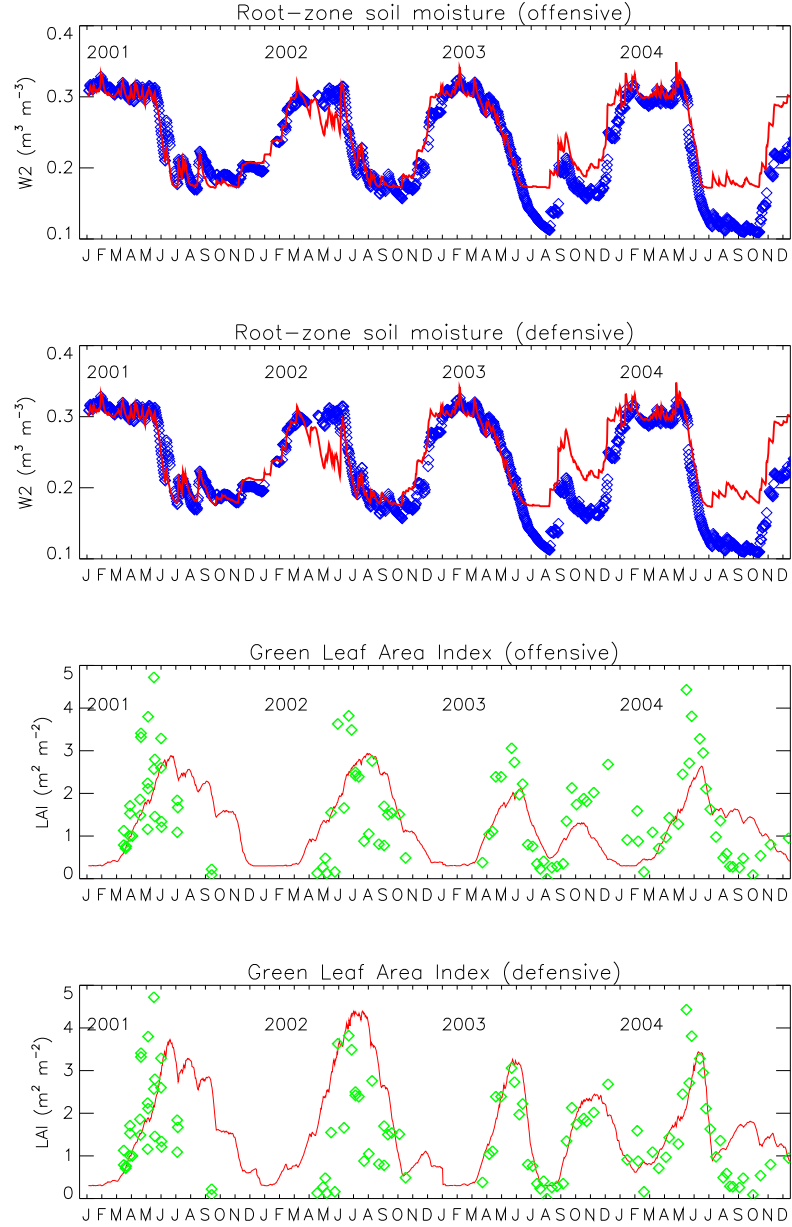 Root-zone soil moisture (offensive)
0.4
2001 2002 2003 2004
0.3
0.2
0.1
W2 (m³ m⁻³)
J F M A M J J A S O N D J F M A M J J A S O N D J F M A M J J A S O N D J F M A M J J A S O N D
Root-zone soil moisture (defensive)
0.4
2001 2002 2003 2004
0.3
0.2
0.1
W2 (m³ m⁻³)
J F M A M J J A S O N D J F M A M J J A S O N D J F M A M J J A S O N D J F M A M J J A S O N D
Green Leaf Area Index (offensive)
5
2001 2002 2003 2004
4
3
2
1
0
LAI (m² m⁻²)
J F M A M J J A S O N D J F M A M J J A S O N D J F M A M J J A S O N D J F M A M J J A S O N D
Green Leaf Area Index (defensive)
5
2001 2002 2003 2004
4
3
2
1
0
LAI (m² m⁻²)
J F M A M J J A S O N D J F M A M J J A S O N D J F M A M J J A S O N D J F M A M J J A S O N D